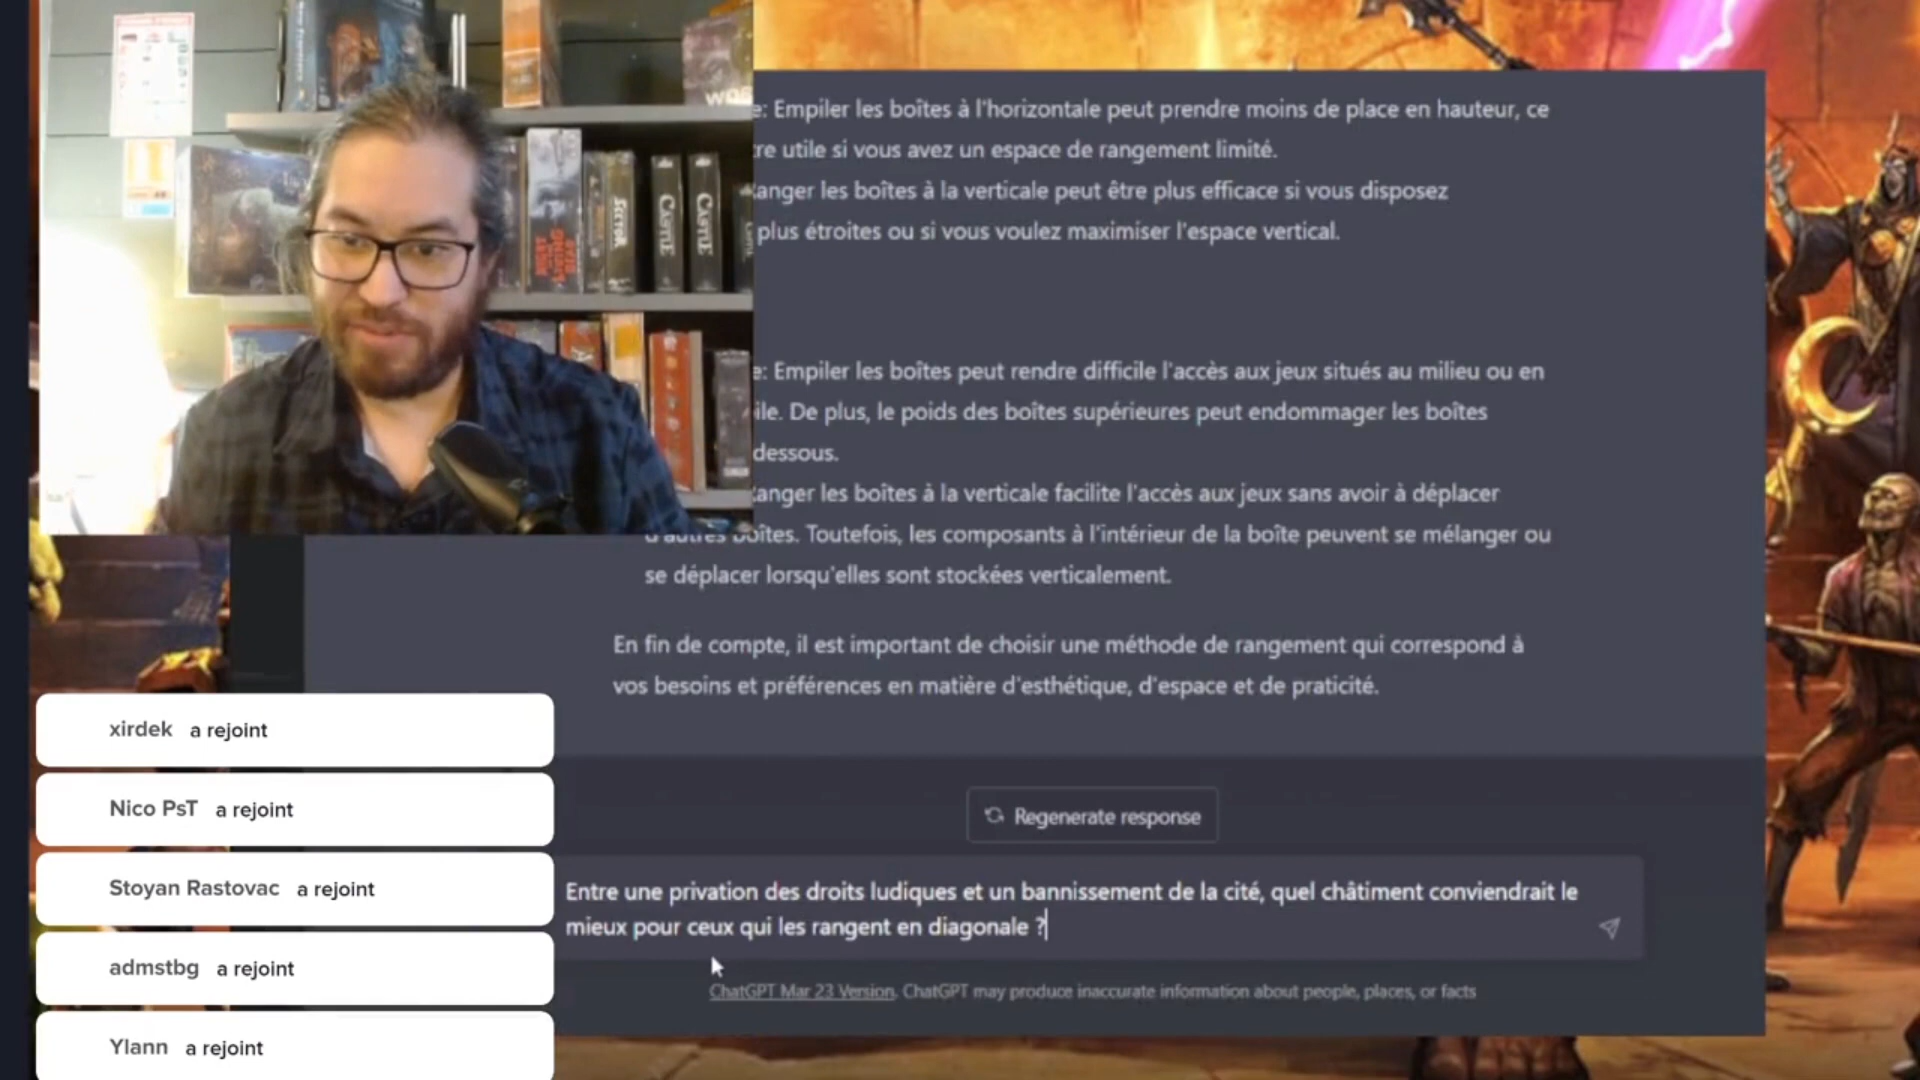 e: Empiler les boîtes à l'horizontale peut prendre moins de place en hauteur, ce
re utile si vous avez un espace de rangement limité.
anger les boîtes à la verticale peut être plus efficace si vous disposez
plus étroites ou si vous voulez maximiser l'espace vertical.
e: Empiler les boîtes peut rendre difficile l'accès aux jeux situés au milieu ou en
ile. De plus, le poids des boîtes supérieures peut endommager les boîtes
dessous.
anger les boîtes à la verticale facilite l'accès aux jeux sans avoir à déplacer
d'autres boîtes. Toutefois, les composants à l'intérieur de la boîte peuvent se mélanger ou
se déplacer lorsqu'elles sont stockées verticalement.
En fin de compte, il est important de choisir une méthode de rangement qui correspond à
vos besoins et préférences en matière d'esthétique, d'espace et de praticité.
Regenerate response
Entre une privation des droits ludiques et un bannissement de la cité, quel châtiment conviendrait le
mieux pour ceux qui les rangent en diagonale ?
ChatGPT Mar 23 Version. ChatGPT may produce inaccurate information about people, places, or facts
xirdek a rejoint
Nico PsT a rejoint
Stoyan Rastovac a rejoint
admstbg a rejoint
Ylann a rejoint
CASTLE
CASTLE